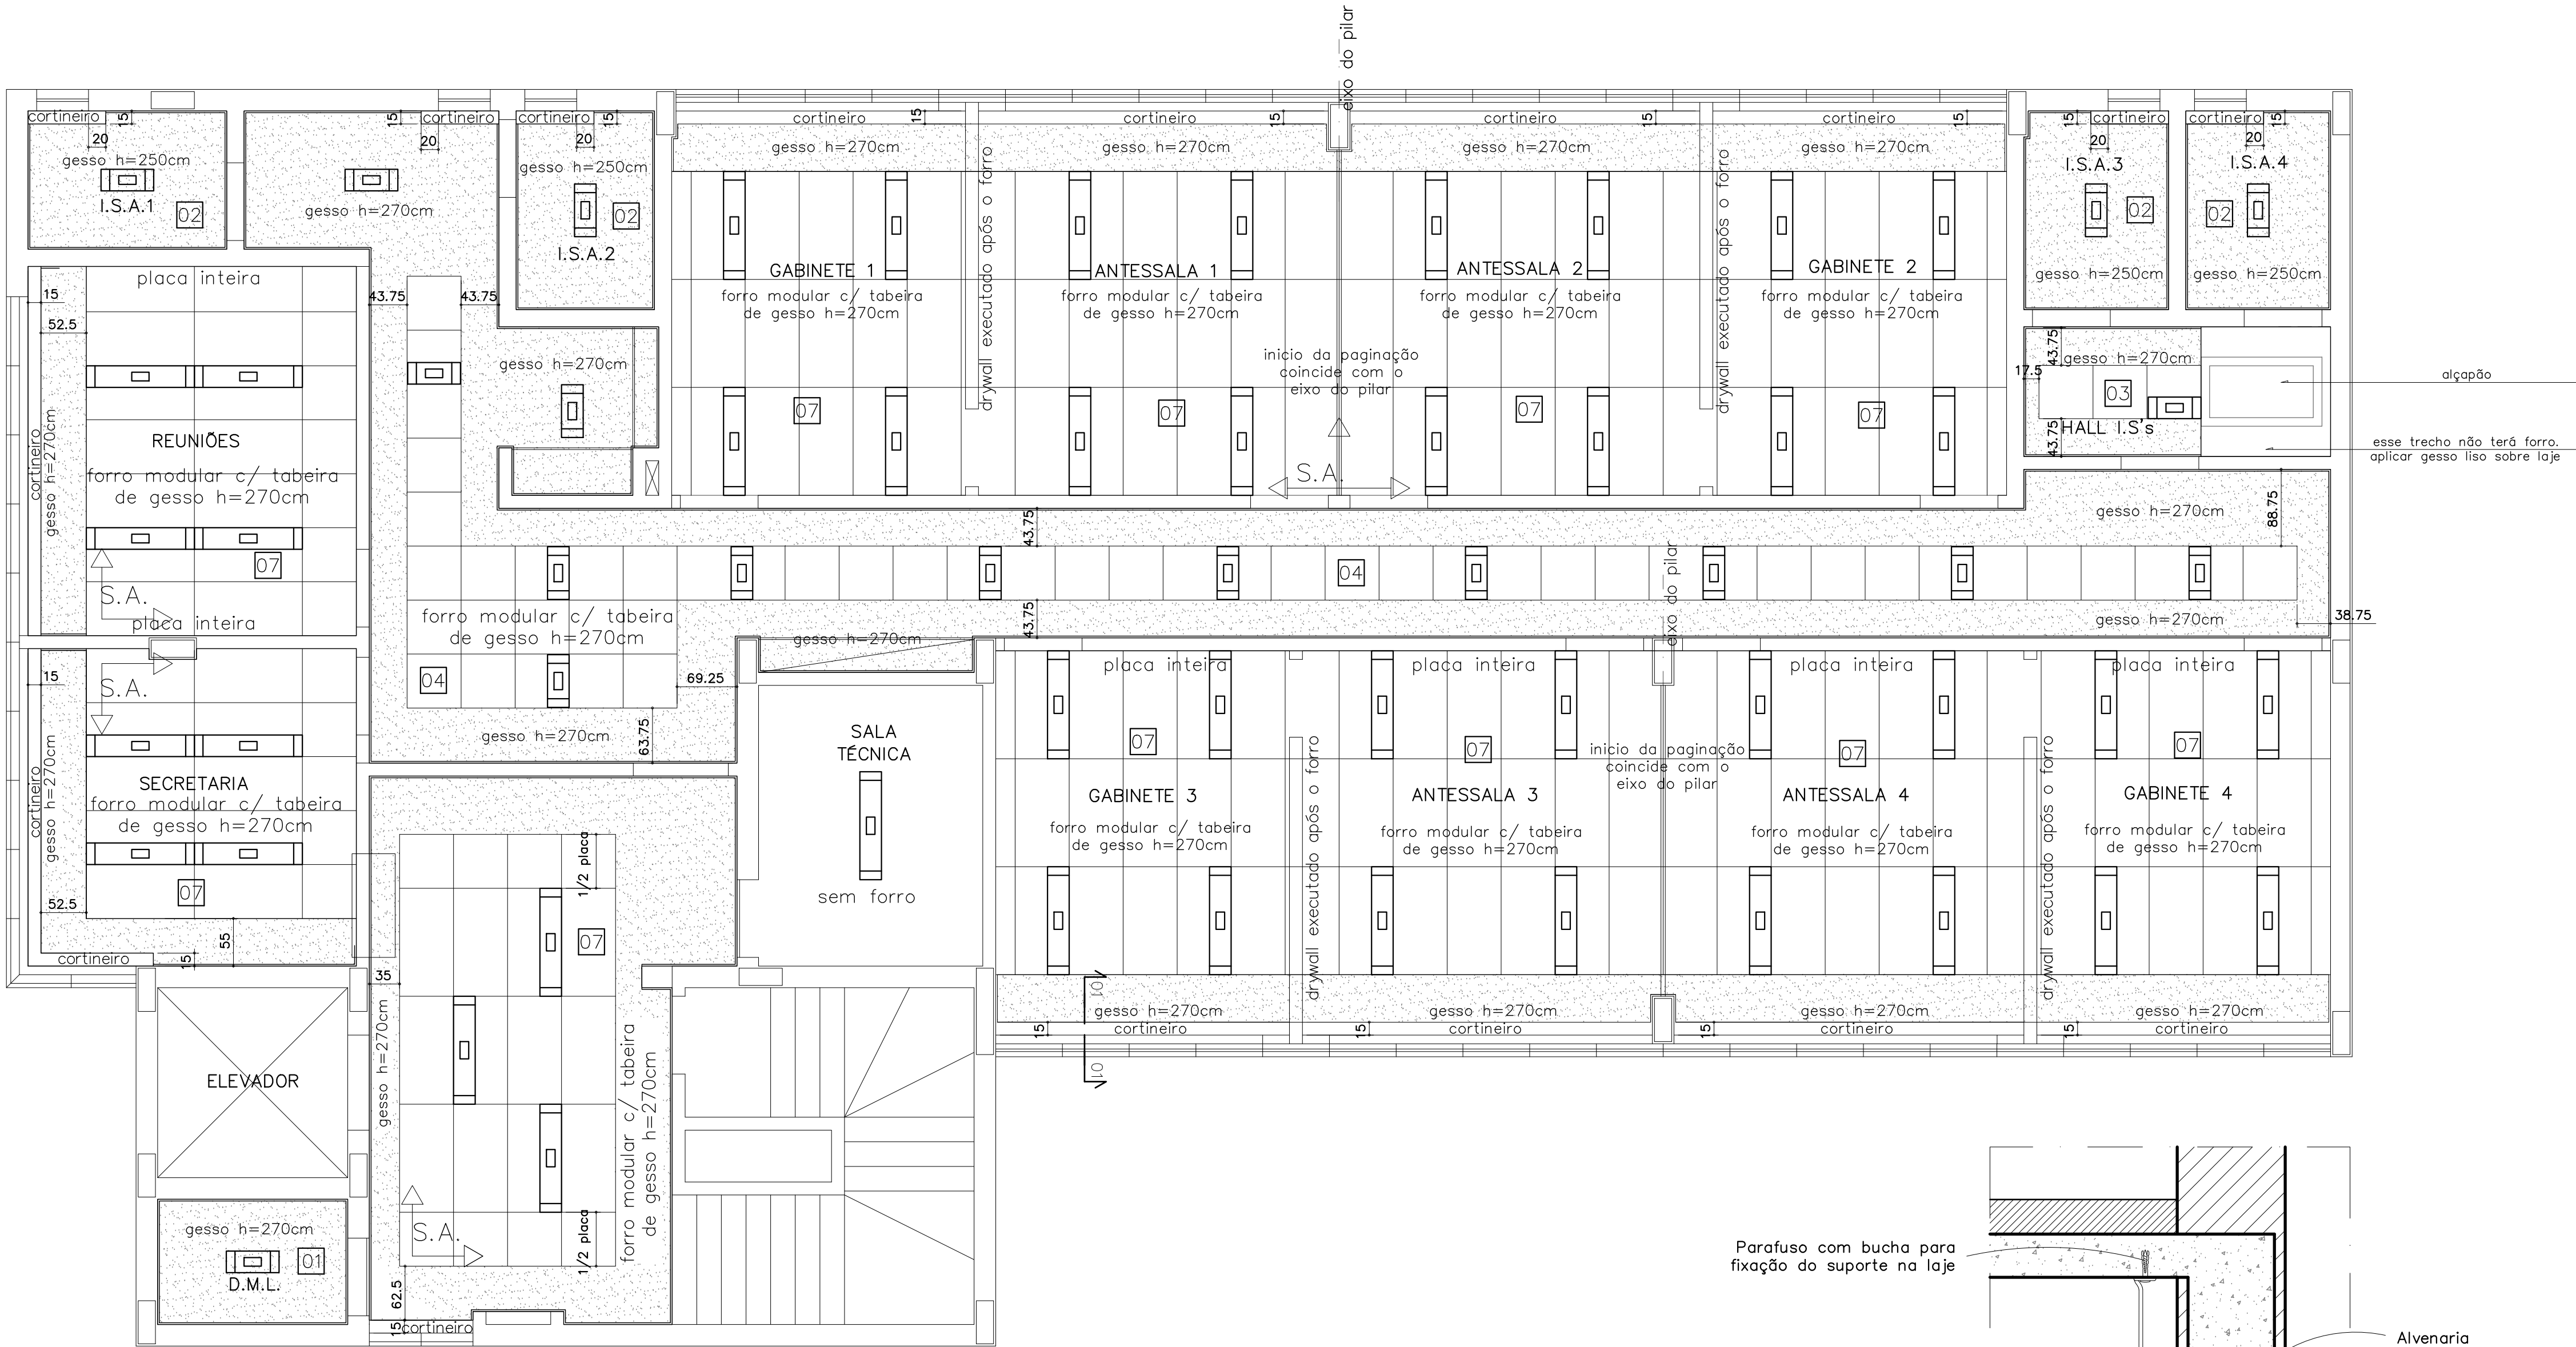 eixo do pilar
cortineiro
15
20
gesso h=250cm
I.S.A.1
02
15
cortineiro
20
gesso h=270cm
cortineiro
15
20
gesso h=250cm
02
I.S.A.2
cortineiro
15
gesso h=270cm
cortineiro
15
gesso h=270cm
cortineiro
15
gesso h=270cm
cortineiro
15
gesso h=270cm
15
cortineiro
20
I.S.A.3
02
gesso h=250cm
cortineiro
15
20
I.S.A.4
02
gesso h=250cm
placa inteira
15
52.5
43.75
43.75
GABINETE 1
forro modular c/ tabeira
de gesso h=270cm
07
drywall executado após o forro
ANTESSALA 1
forro modular c/ tabeira
de gesso h=270cm
07
inicio da paginação
coincide com o
eixo do pilar
S.A.
ANTESSALA 2
forro modular c/ tabeira
de gesso h=270cm
07
drywall executado após o forro
GABINETE 2
forro modular c/ tabeira
de gesso h=270cm
07
gesso h=270cm
43.75
gesso h=270cm
17.5
03
43.75
HALL I.S's
alçapão
esse trecho não terá forro.
aplicar gesso liso sobre laje
cortineiro
gesso h=270cm
REUNIÕES
forro modular c/ tabeira
de gesso h=270cm
07
S.A.
placa inteira
43.75
gesso h=270cm
88.75
04
eixo do pilar
forro modular c/ tabeira
de gesso h=270cm
43.75
gesso h=270cm
gesso h=270cm
38.75
S.A.
15
04
69.25
63.75
gesso h=270cm
cortineiro
gesso h=270cm
SECRETARIA
forro modular c/ tabeira
de gesso h=270cm
07
52.5
55
cortineiro
15
SALA
TÉCNICA
sem forro
placa inteira
07
GABINETE 3
forro modular c/ tabeira
de gesso h=270cm
drywall executado após o forro
placa inteira
07
ANTESSALA 3
forro modular c/ tabeira
de gesso h=270cm
inicio da paginação
coincide com o
eixo do pilar
placa inteira
07
ANTESSALA 4
forro modular c/ tabeira
de gesso h=270cm
drywall executado após o forro
placa inteira
07
GABINETE 4
forro modular c/ tabeira
de gesso h=270cm
1/2 placa
07
35
gesso h=270cm
forro modular c/ tabeira
de gesso h=270cm
01
gesso h=270cm
15
cortineiro
01
gesso h=270cm
15
cortineiro
gesso h=270cm
15
cortineiro
gesso h=270cm
15
cortineiro
ELEVADOR
S.A.
1/2 placa
gesso h=270cm
01
D.M.L.
62.5
15
cortineiro
Parafuso com bucha para
fixação do suporte na laje
Alvenaria